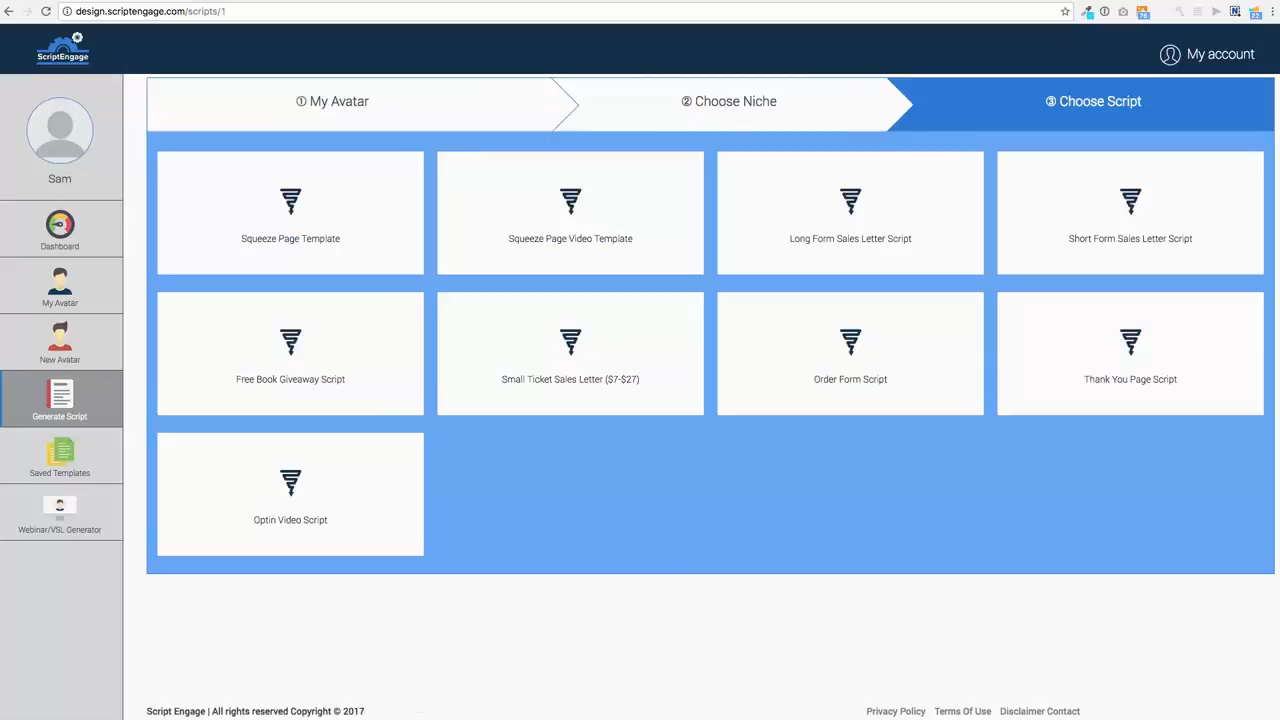 design.scriptengage.com/scripts/1
ScriptEngage
My account
Sam
Dashboard
My Avatar
New Avatar
Generate Script
Saved Templates
Webinar/VSL Generator
① My Avatar
② Choose Niche
③ Choose Script
Squeeze Page Template
Squeeze Page Video Template
Long Form Sales Letter Script
Short Form Sales Letter Script
Free Book Giveaway Script
Small Ticket Sales Letter ($7-$27)
Order Form Script
Thank You Page Script
Optin Video Script
Script Engage | All rights reserved Copyright © 2017
Privacy Policy Terms Of Use Disclaimer Contact